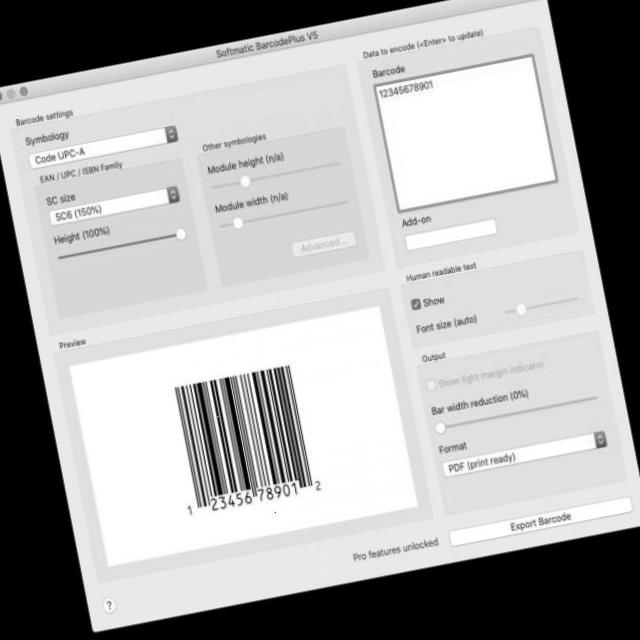 Softmatic BarcodePlus V5
Barcode settings
Symbology
Code UPC-A
EAN / UPC / ISBN Family
SC size
SC6 (150%)
Height (100%)
Other symbologies
Module height (n/a)
Module width (n/a)
Advanced...
Data to encode (<Enter> to update)
Barcode
12345678901
Add-on
Human readable text
Show
Font size (auto)
Output
Show light margin indicator
Bar width reduction (0%)
Format
PDF (print ready)
Preview
1 23456 78901 2
Pro features unlocked
Export Barcode
?